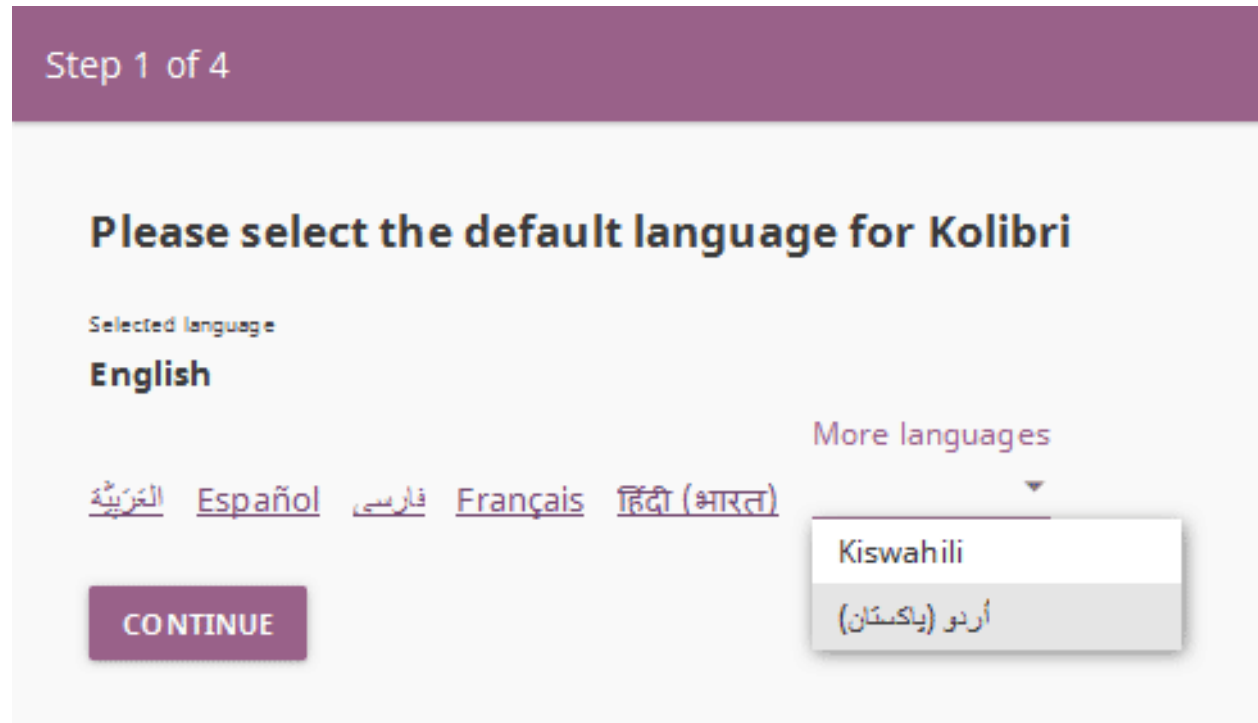 Step 1 of 4
Please select the default language for Kolibri
Selected language
English
More languages
العَرَبِيَّة Español فارسی Français हिंदी (भारत)
Kiswahili
اُردو (پاکستان)
CONTINUE